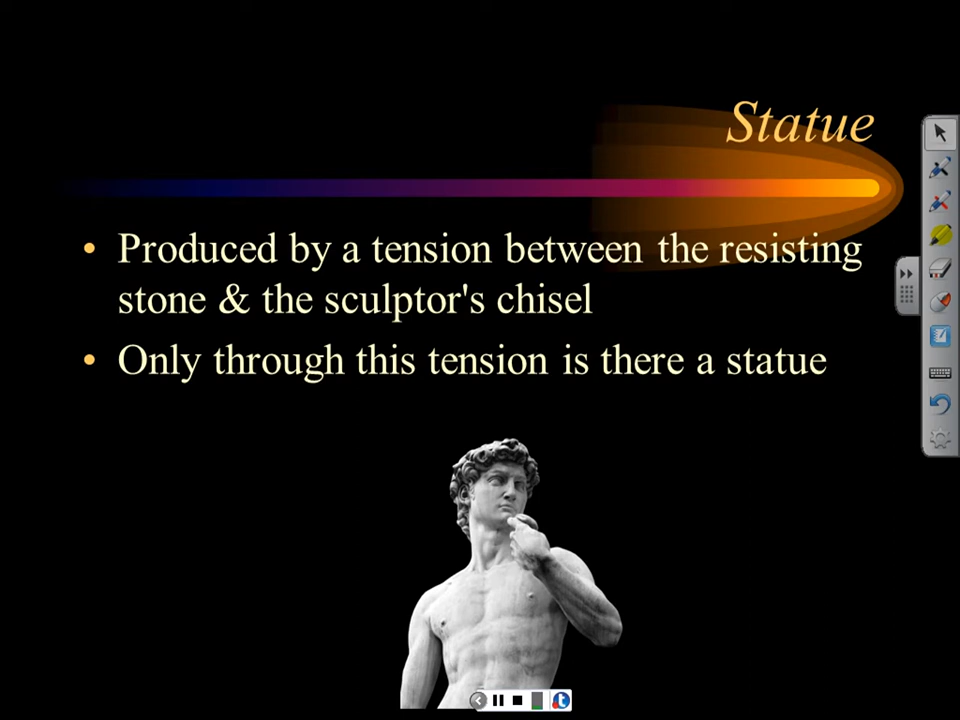 Statue
• Produced by a tension between the resisting
stone & the sculptor's chisel
• Only through this tension is there a statue